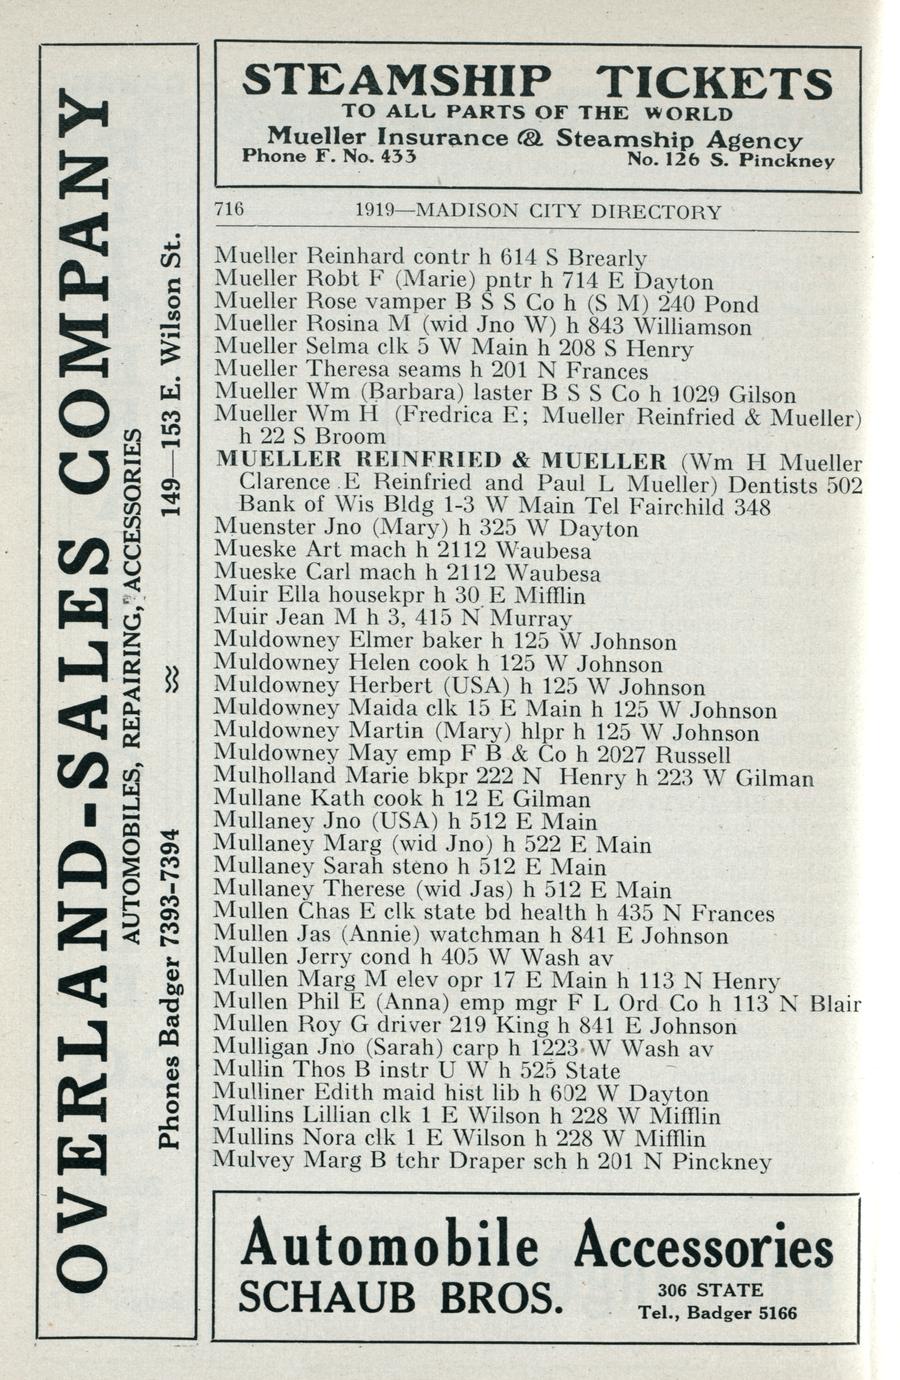 OVERLAND-SALES COMPANY
AUTOMOBILES, REPAIRING, ACCESSORIES
Phones Badger 7393-7394 149—153 E. Wilson St.
STEAMSHIP TICKETS
TO ALL PARTS OF THE WORLD
Mueller Insurance & Steamship Agency
Phone F. No. 433 No. 126 S. Pinckney
716 1919—MADISON CITY DIRECTORY
Mueller Reinhard contr h 614 S Brearly
Mueller Robt F (Marie) pntr h 714 E Dayton
Mueller Rose vamper B S S Co h (S M) 240 Pond
Mueller Rosina M (wid Jno W) h 843 Williamson
Mueller Selma clk 5 W Main h 208 S Henry
Mueller Theresa seams h 201 N Frances
Mueller Wm (Barbara) laster B S S Co h 1029 Gilson
Mueller Wm H (Fredrica E; Mueller Reinfried & Mueller)
h 22 S Broom
MUELLER REINFRIED & MUELLER (Wm H Mueller
Clarence E Reinfried and Paul L Mueller) Dentists 502
Bank of Wis Bldg 1-3 W Main Tel Fairchild 348
Muenster Jno (Mary) h 325 W Dayton
Mueske Art mach h 2112 Waubesa
Mueske Carl mach h 2112 Waubesa
Muir Ella housekpr h 30 E Mifflin
Muir Jean M h 3, 415 N Murray
Muldowney Elmer baker h 125 W Johnson
Muldowney Helen cook h 125 W Johnson
Muldowney Herbert (USA) h 125 W Johnson
Muldowney Maida clk 15 E Main h 125 W Johnson
Muldowney Martin (Mary) hlpr h 125 W Johnson
Muldowney May emp F B & Co h 2027 Russell
Mulholland Marie bkpr 222 N Henry h 223 W Gilman
Mullane Kath cook h 12 E Gilman
Mullaney Jno (USA) h 512 E Main
Mullaney Marg (wid Jno) h 522 E Main
Mullaney Sarah steno h 512 E Main
Mullaney Therese (wid Jas) h 512 E Main
Mullen Chas E clk state bd health h 435 N Frances
Mullen Jas (Annie) watchman h 841 E Johnson
Mullen Jerry cond h 405 W Wash av
Mullen Marg M elev opr 17 E Main h 113 N Henry
Mullen Phil E (Anna) emp mgr F L Ord Co h 113 N Blair
Mullen Roy G driver 219 King h 841 E Johnson
Mulligan Jno (Sarah) carp h 1223 W Wash av
Mullin Thos B instr U W h 525 State
Mulliner Edith maid hist lib h 602 W Dayton
Mullins Lillian clk 1 E Wilson h 228 W Mifflin
Mullins Nora clk 1 E Wilson h 228 W Mifflin
Mulvey Marg B tchr Draper sch h 201 N Pinckney
Automobile Accessories
SCHAUB BROS. 306 STATE
Tel., Badger 5166